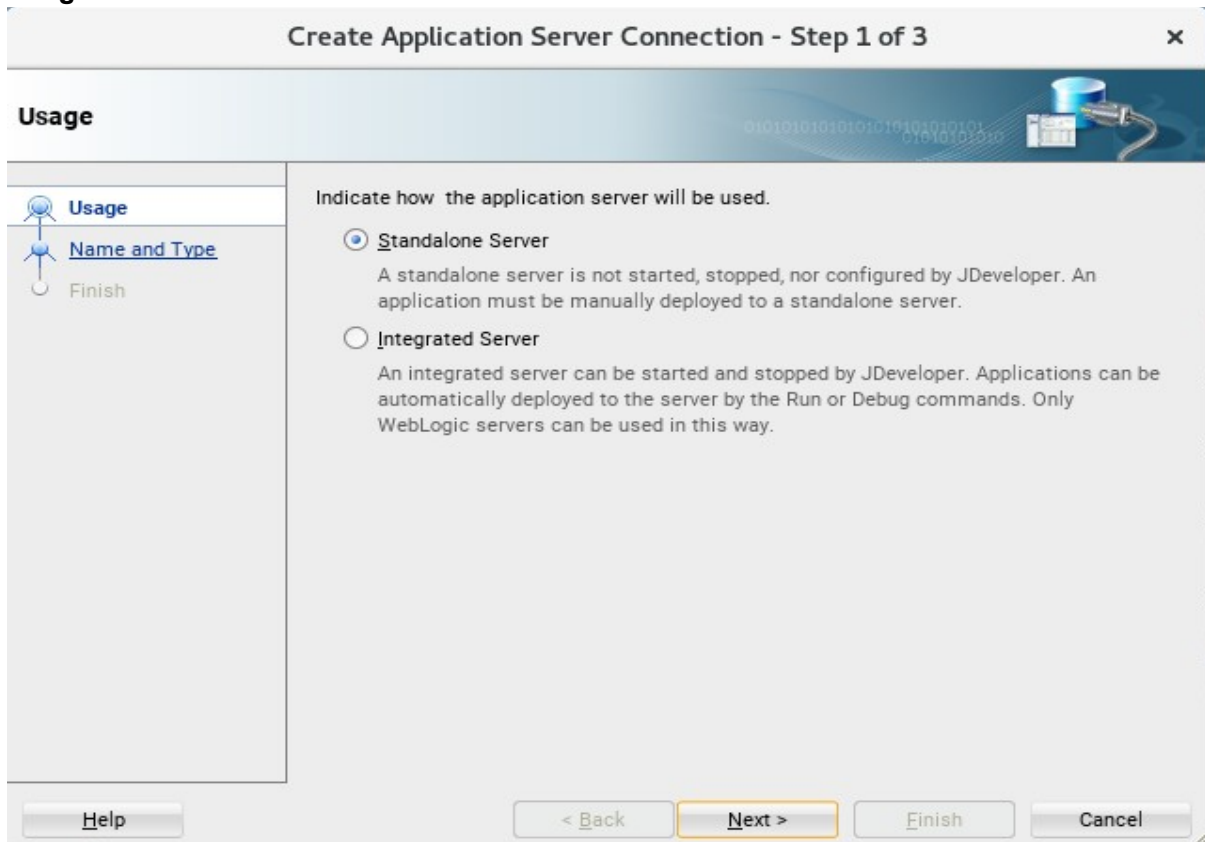 Create Application Server Connection - Step 1 of 3
Usage
Usage
Name and Type
Finish
Indicate how the application server will be used.
Standalone Server
A standalone server is not started, stopped, nor configured by JDeveloper. An
application must be manually deployed to a standalone server.
Integrated Server
An integrated server can be started and stopped by JDeveloper. Applications can be
automatically deployed to the server by the Run or Debug commands. Only
WebLogic servers can be used in this way.
Help
< Back
Next >
Finish
Cancel